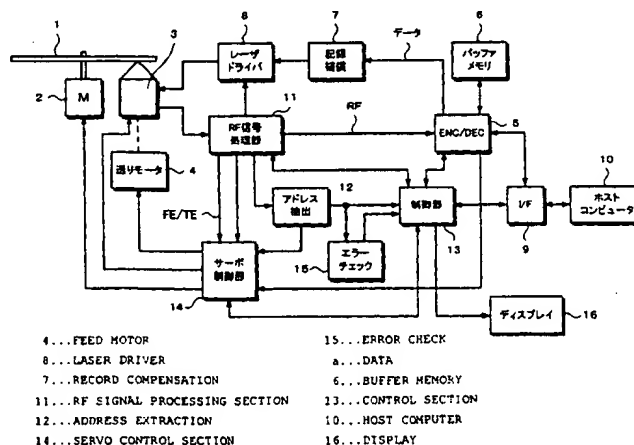 1
3
8
レーザ
ドライバ
7
記録
補償
データ
6
バッファ
メモリ
2
M
11
RF信号
処理器
RF
ENC/DEC
5
送りモータ
4
FE/TE
アドレス
抽出
12
制御器
13
I/F
9
10
ホスト
コンピュータ
サーボ
制御器
14
エラー
チェック
15
ディスプレイ
16
4...FEED MOTOR
8...LASER DRIVER
7...RECORD COMPENSATION
11...RF SIGNAL PROCESSING SECTION
12...ADDRESS EXTRACTION
14...SERVO CONTROL SECTION
15...ERROR CHECK
a...DATA
6...BUFFER MEMORY
13...CONTROL SECTION
10...HOST COMPUTER
16...DISPLAY